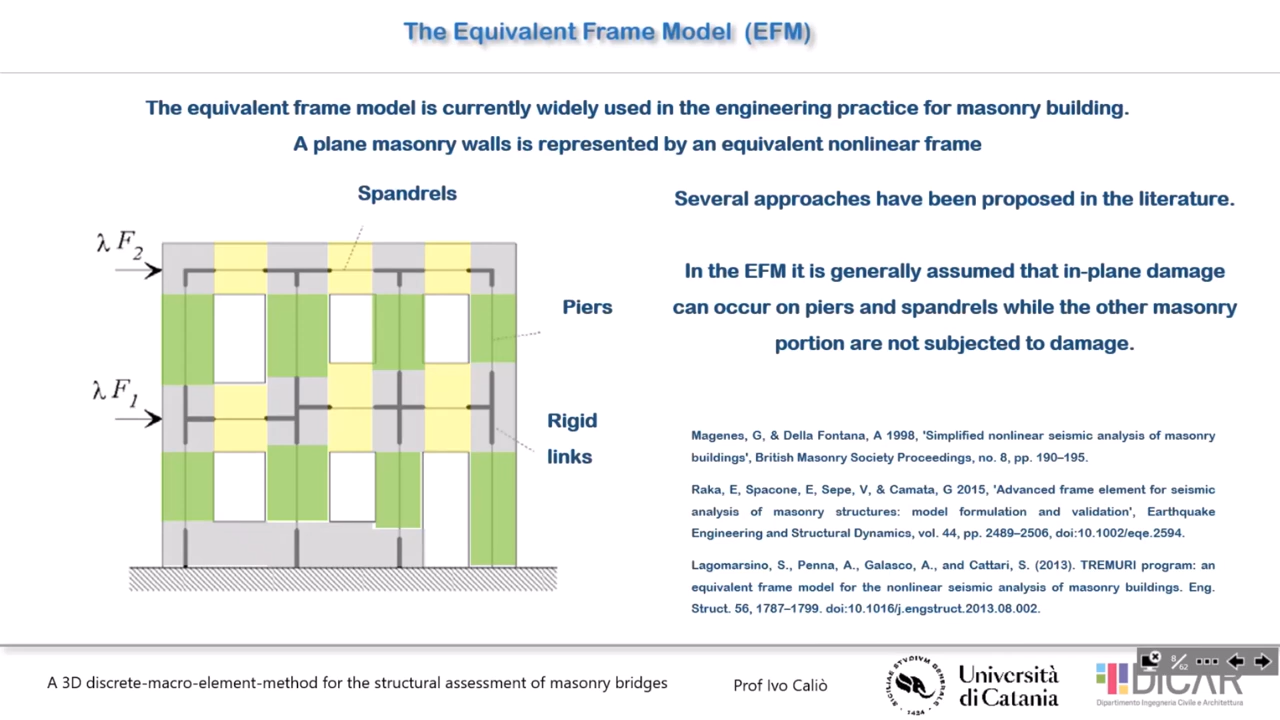 The Equivalent Frame Model (EFM)
The equivalent frame model is currently widely used in the engineering practice for masonry building.
A plane masonry walls is represented by an equivalent nonlinear frame
Spandrels
λ F2
Piers
λ F1
Rigid
links
Several approaches have been proposed in the literature.
In the EFM it is generally assumed that in-plane damage
can occur on piers and spandrels while the other masonry
portion are not subjected to damage.
Magenes, G, & Della Fontana, A 1998, 'Simplified nonlinear seismic analysis of masonry
buildings', British Masonry Society Proceedings, no. 8, pp. 190–195.
Raka, E, Spacone, E, Sepe, V, & Camata, G 2015, 'Advanced frame element for seismic
analysis of masonry structures: model formulation and validation', Earthquake
Engineering and Structural Dynamics, vol. 44, pp. 2489–2506, doi:10.1002/eqe.2594.
Lagomarsino, S., Penna, A., Galasco, A., and Cattari, S. (2013). TREMURI program: an
equivalent frame model for the nonlinear seismic analysis of masonry buildings. Eng.
Struct. 56, 1787–1799. doi:10.1016/j.engstruct.2013.08.002.
A 3D discrete-macro-element-method for the structural assessment of masonry bridges
Prof Ivo Caliò
SICILIAE STVDIVM GENERALE
1434
Università
di Catania
8/62
DICAR
Dipartimento Ingegneria Civile e Architettura